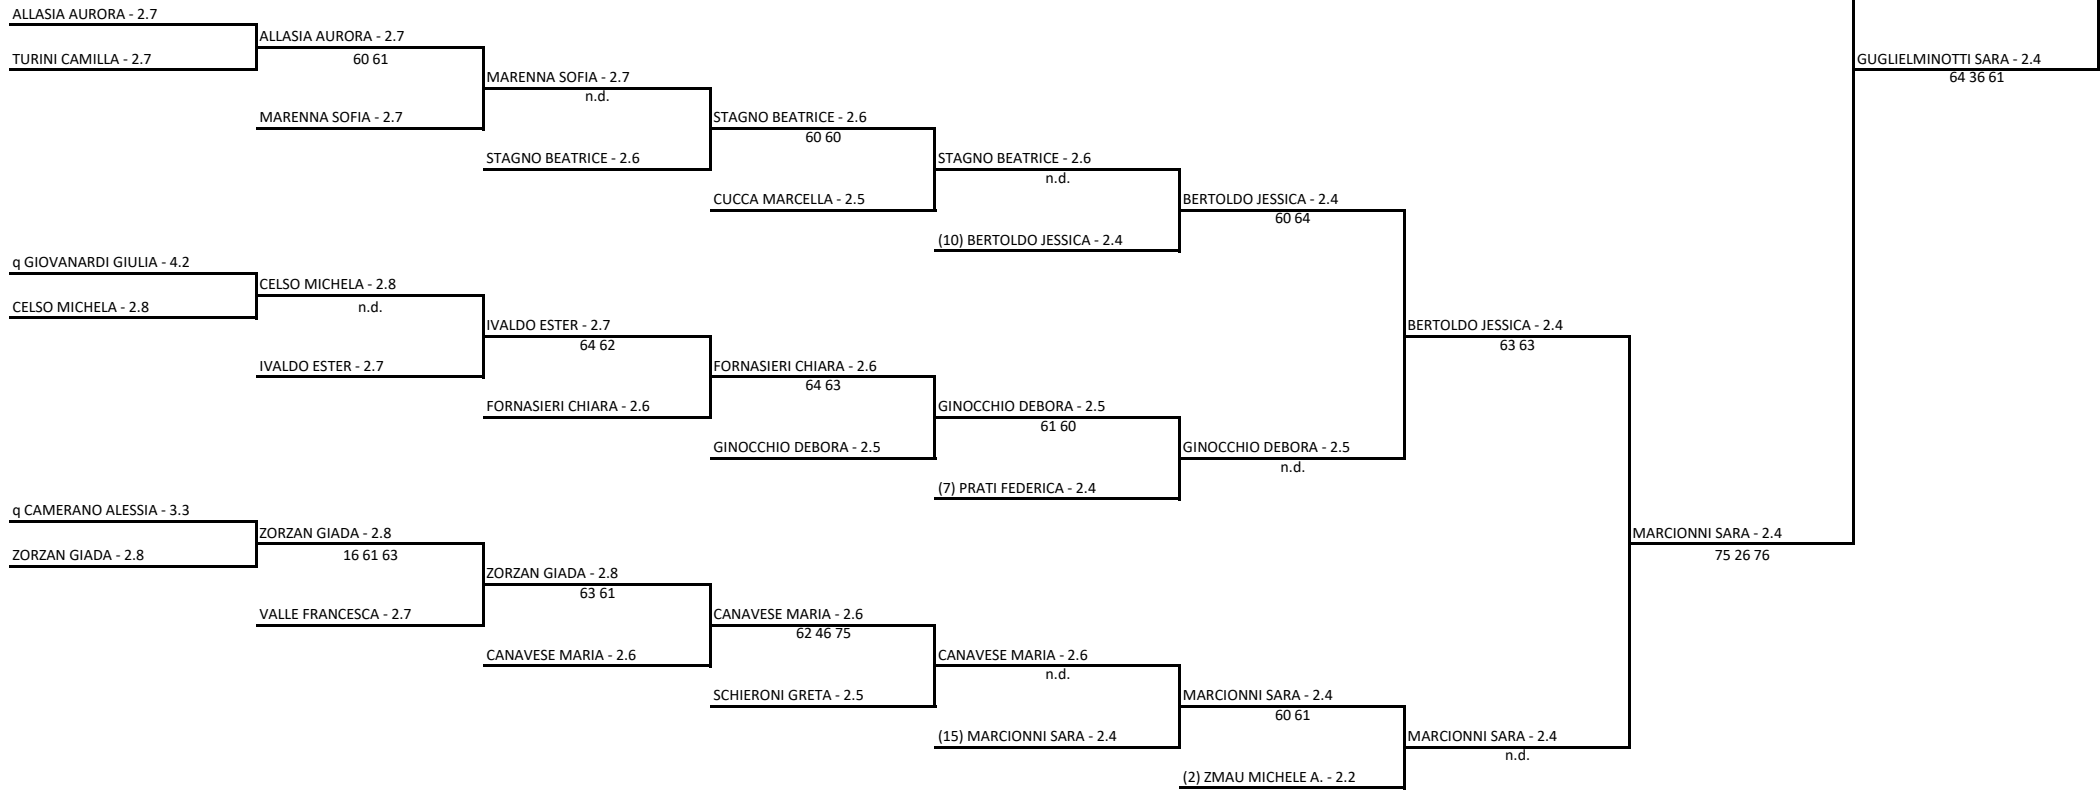 ALLASIA AURORA - 2.7
ALLASIA AURORA - 2.7
TURINI CAMILLA - 2.7
60 61
GUGLIELMINOTTI SARA - 2.4
64 36 61
MARENNA SOFIA - 2.7
n.d.
MARENNA SOFIA - 2.7
STAGNO BEATRICE - 2.6
60 60
STAGNO BEATRICE - 2.6
STAGNO BEATRICE - 2.6
n.d.
CUCCA MARCELLA - 2.5
BERTOLDO JESSICA - 2.4
60 64
(10) BERTOLDO JESSICA - 2.4
q GIOVANARDI GIULIA - 4.2
CELSO MICHELA - 2.8
CELSO MICHELA - 2.8
n.d.
IVALDO ESTER - 2.7
64 62
BERTOLDO JESSICA - 2.4
63 63
IVALDO ESTER - 2.7
FORNASIERI CHIARA - 2.6
64 63
FORNASIERI CHIARA - 2.6
GINOCCHIO DEBORA - 2.5
61 60
GINOCCHIO DEBORA - 2.5
GINOCCHIO DEBORA - 2.5
n.d.
(7) PRATI FEDERICA - 2.4
q CAMERANO ALESSIA - 3.3
ZORZAN GIADA - 2.8
MARCIONNI SARA - 2.4
ZORZAN GIADA - 2.8
16 61 63
75 26 76
ZORZAN GIADA - 2.8
63 61
VALLE FRANCESCA - 2.7
CANAVESE MARIA - 2.6
62 46 75
CANAVESE MARIA - 2.6
CANAVESE MARIA - 2.6
n.d.
SCHIERONI GRETA - 2.5
MARCIONNI SARA - 2.4
60 61
(15) MARCIONNI SARA - 2.4
MARCIONNI SARA - 2.4
n.d.
(2) ZMAU MICHELE A. - 2.2